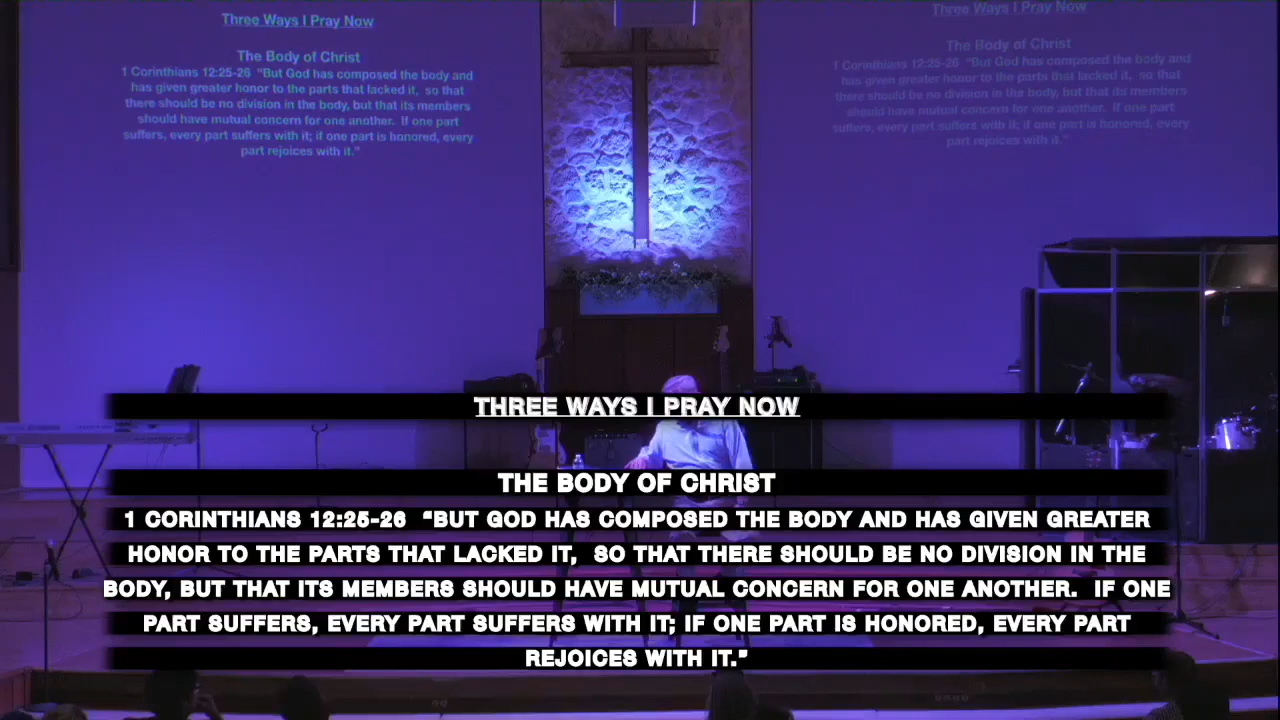 Three Ways I Pray Now
The Body of Christ
1 Corinthians 12:25-26  “But God has composed the body and
has given greater honor to the parts that lacked it,  so that
there should be no division in the body, but that its members
should have mutual concern for one another.  If one part
suffers, every part suffers with it; if one part is honored, every
part rejoices with it.”
Three Ways I Pray Now
The Body of Christ
1 Corinthians 12:25-26  “But God has composed the body and
has given greater honor to the parts that lacked it,  so that
there should be no division in the body, but that its members
should have mutual concern for one another.  If one part
suffers, every part suffers with it; if one part is honored, every
part rejoices with it.”
THREE WAYS I PRAY NOW
THE BODY OF CHRIST
1 CORINTHIANS 12:25-26  “BUT GOD HAS COMPOSED THE BODY AND HAS GIVEN GREATER
HONOR TO THE PARTS THAT LACKED IT,  SO THAT THERE SHOULD BE NO DIVISION IN THE
BODY, BUT THAT ITS MEMBERS SHOULD HAVE MUTUAL CONCERN FOR ONE ANOTHER.  IF ONE
PART SUFFERS, EVERY PART SUFFERS WITH IT; IF ONE PART IS HONORED, EVERY PART
REJOICES WITH IT.”